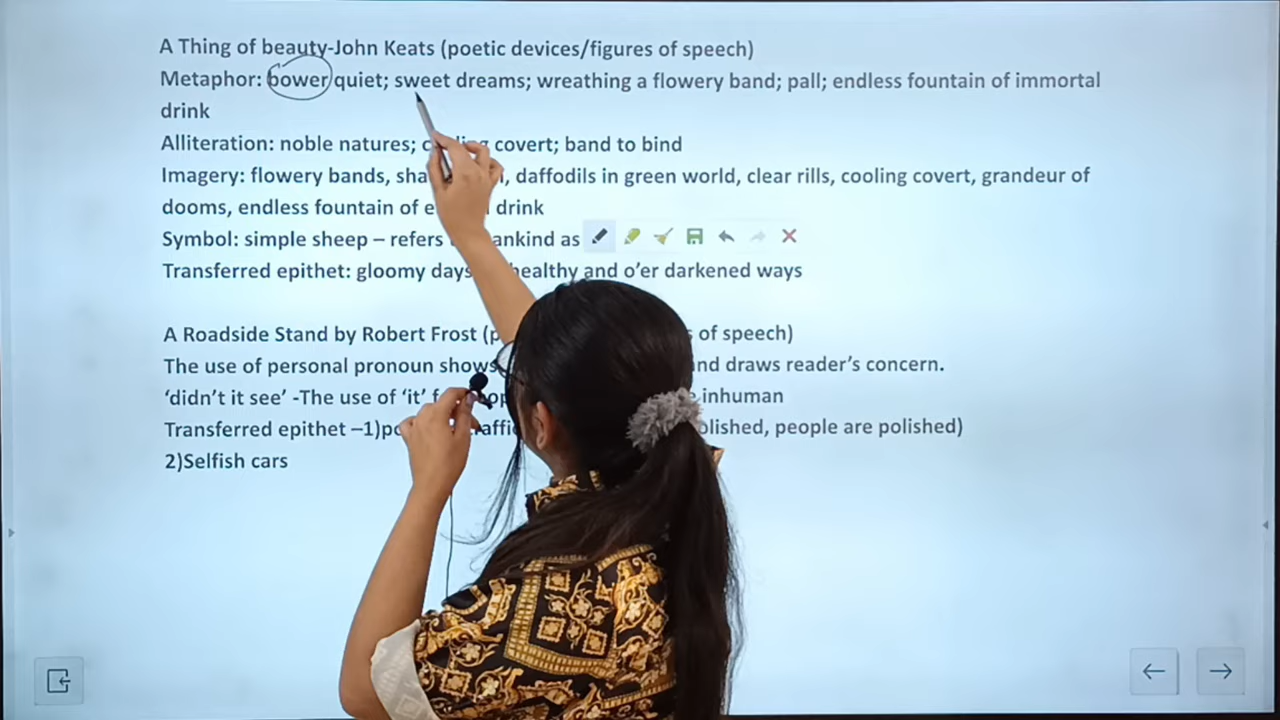 A Thing of beauty-John Keats (poetic devices/figures of speech)
Metaphor: bower quiet; sweet dreams; wreathing a flowery band; pall; endless fountain of immortal
drink
Alliteration: noble natures; covert; band to bind
Imagery: flowery bands, daffodils in green world, clear rills, cooling covert, grandeur of
dooms, endless fountain of drink
Symbol: simple sheep – refers as
Transferred epithet: gloomy days and o’er darkened ways
A Roadside Stand by Robert Frost ( of speech)
The use of personal pronoun shows draws reader’s concern.
‘didn’t it see’ -The use of ‘it’ inhuman
Transferred epithet –1) people are polished)
2)Selfish cars